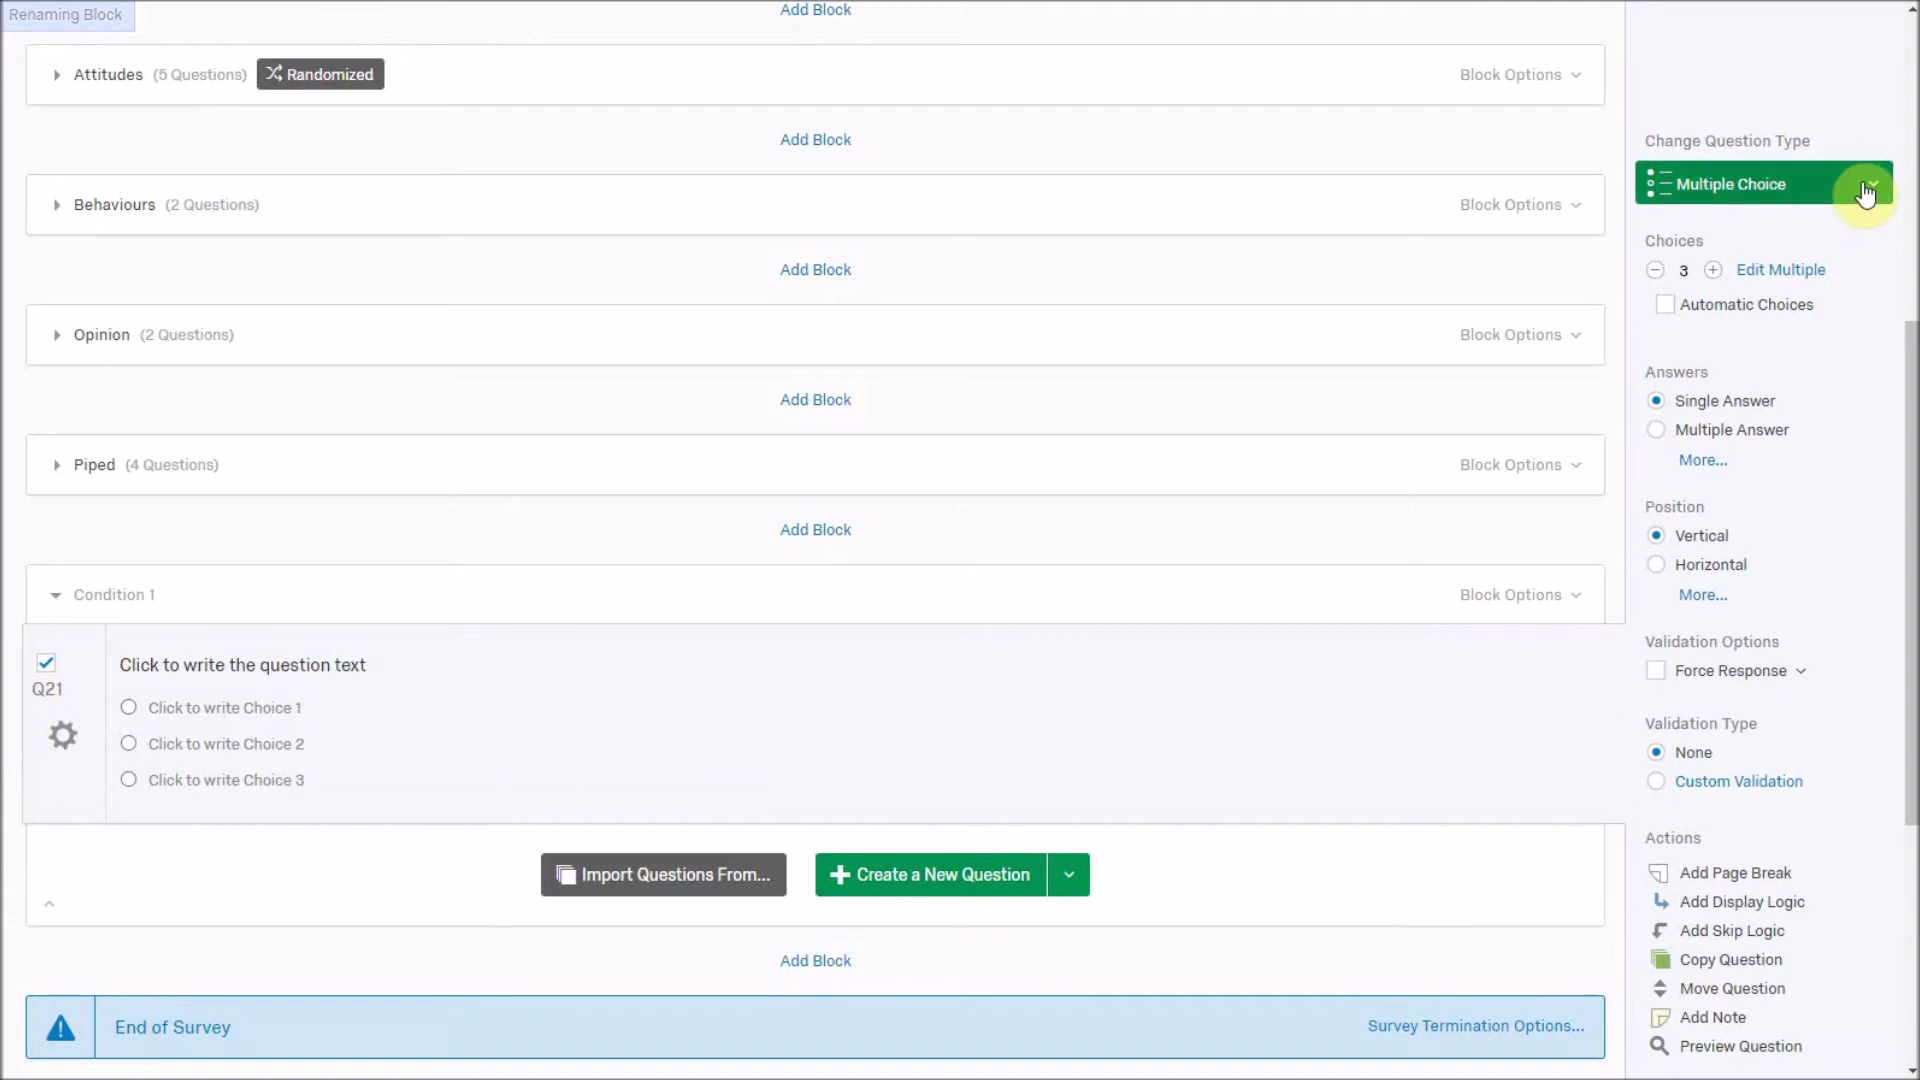 Renaming Block
Add Block
Attitudes (5 Questions) Randomized Block Options
Add Block
Behaviours (2 Questions) Block Options
Add Block
Opinion (2 Questions) Block Options
Add Block
Piped (4 Questions) Block Options
Add Block
Condition 1 Block Options
Q21
Click to write the question text
Click to write Choice 1
Click to write Choice 2
Click to write Choice 3
Import Questions From...
Create a New Question
Add Block
End of Survey
Survey Termination Options...
Change Question Type
Multiple Choice
Choices
3 Edit Multiple
Automatic Choices
Answers
Single Answer
Multiple Answer
More...
Position
Vertical
Horizontal
More...
Validation Options
Force Response
Validation Type
None
Custom Validation
Actions
Add Page Break
Add Display Logic
Add Skip Logic
Copy Question
Move Question
Add Note
Preview Question